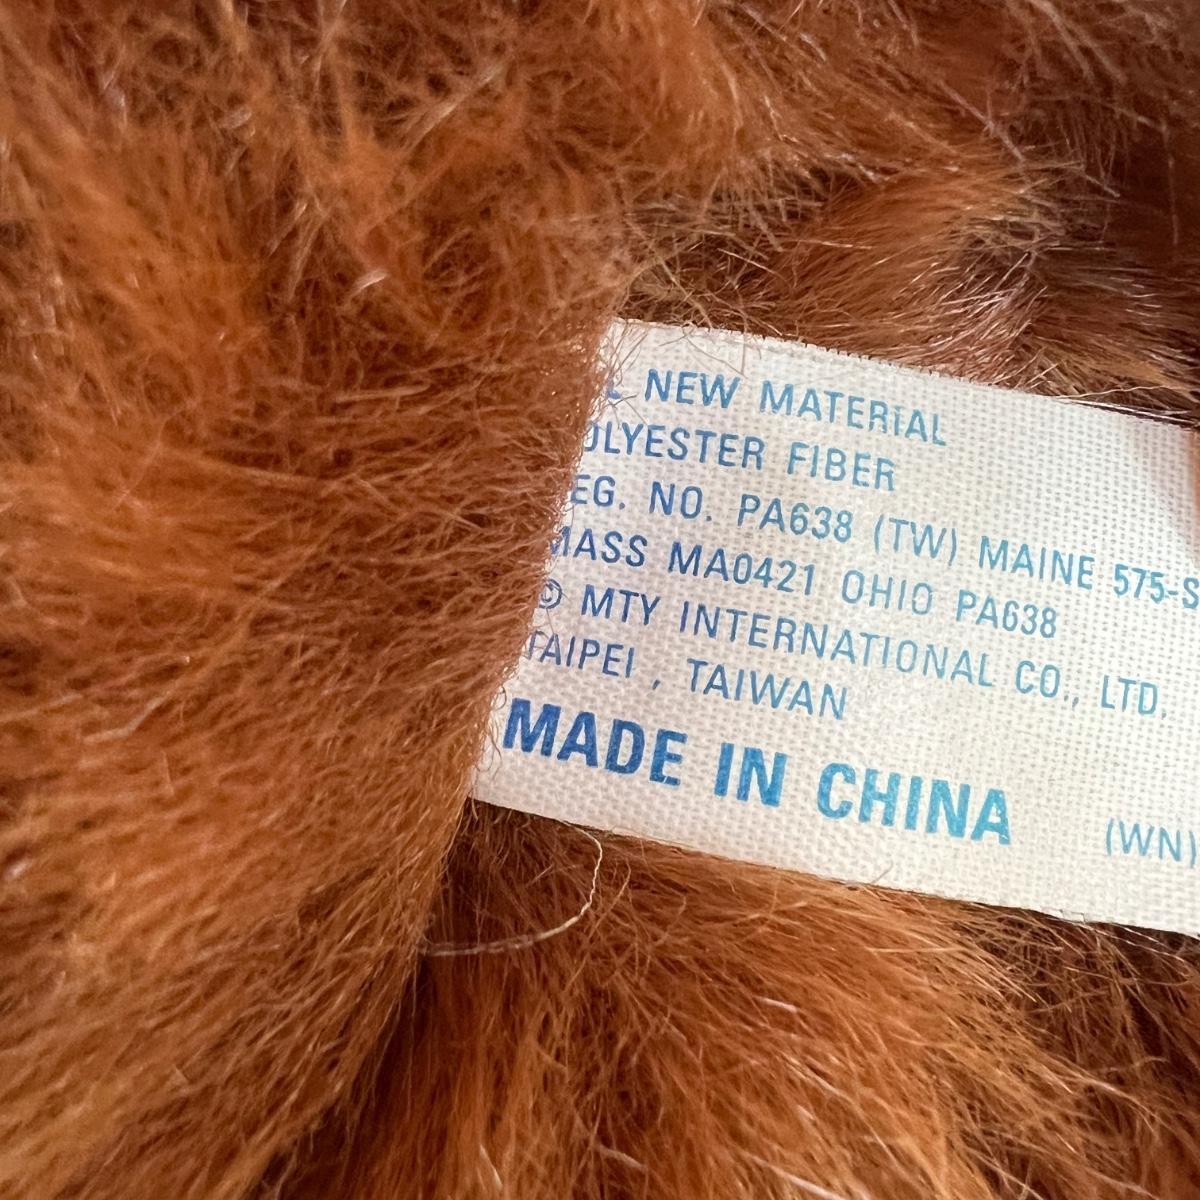 NEW MATERIAL
OLYESTER FIBER
EG. NO. PA638 (TW) MAINE 575-S
MASS MA0421 OHIO PA638
© MTY INTERNATIONAL CO., LTD.
TAIPEI , TAIWAN
MADE IN CHINA (WN)